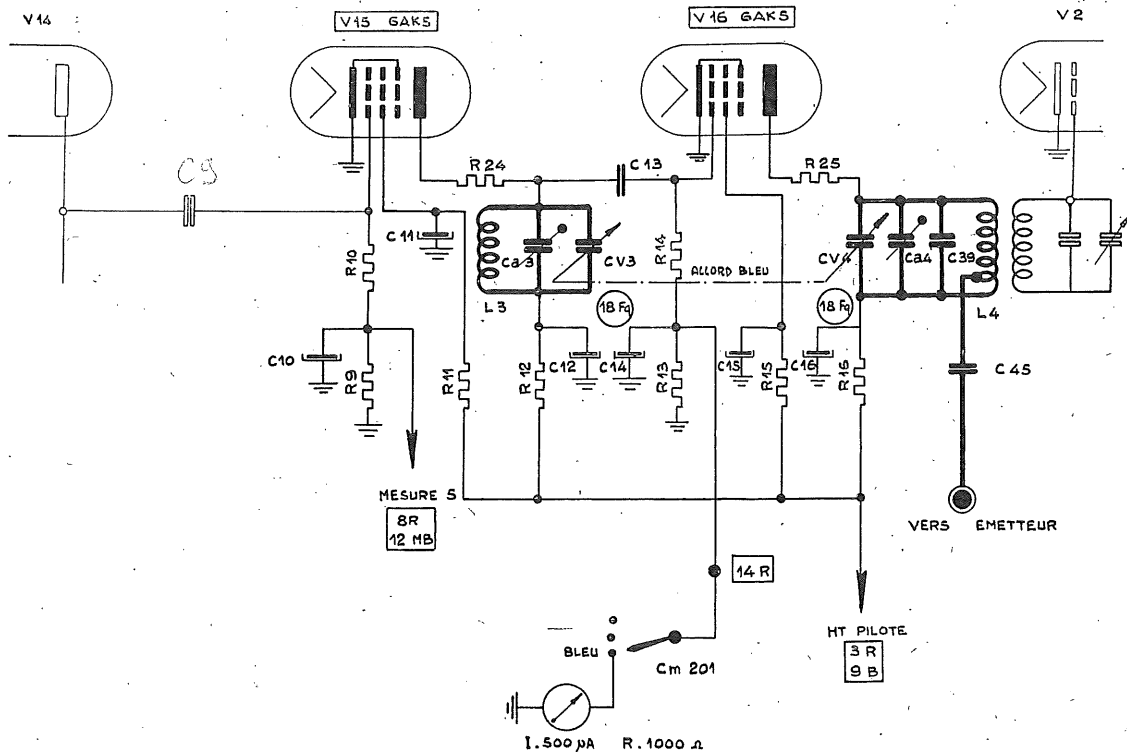 V14
V15 6AK5
V16 6AK5
V2
C9
R24
C13
R25
C11
R10
Ca3
CV3
R14
ACCORD BLEU
CV4
Ca4
C39
L3
18 Fq
18 Fq
L4
C10
R9
R11
R12
C12
C14
R13
C15
R15
C16
R16
C45
MESURE 5
8R
12 MB
VERS EMETTEUR
14 R
BLEU
Cm 201
HT PILOTE
3 R
9 B
I.500 µA R.1000 Ω